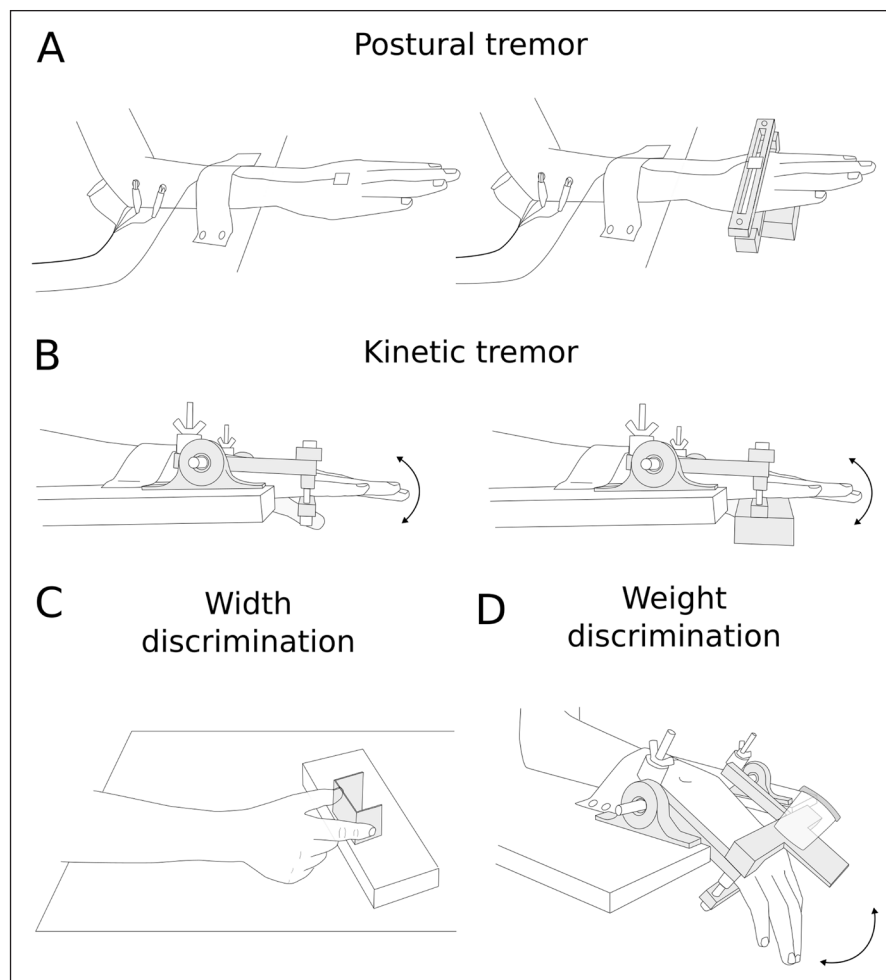 A
Postural tremor
B
Kinetic tremor
C
Width
discrimination
D
Weight
discrimination